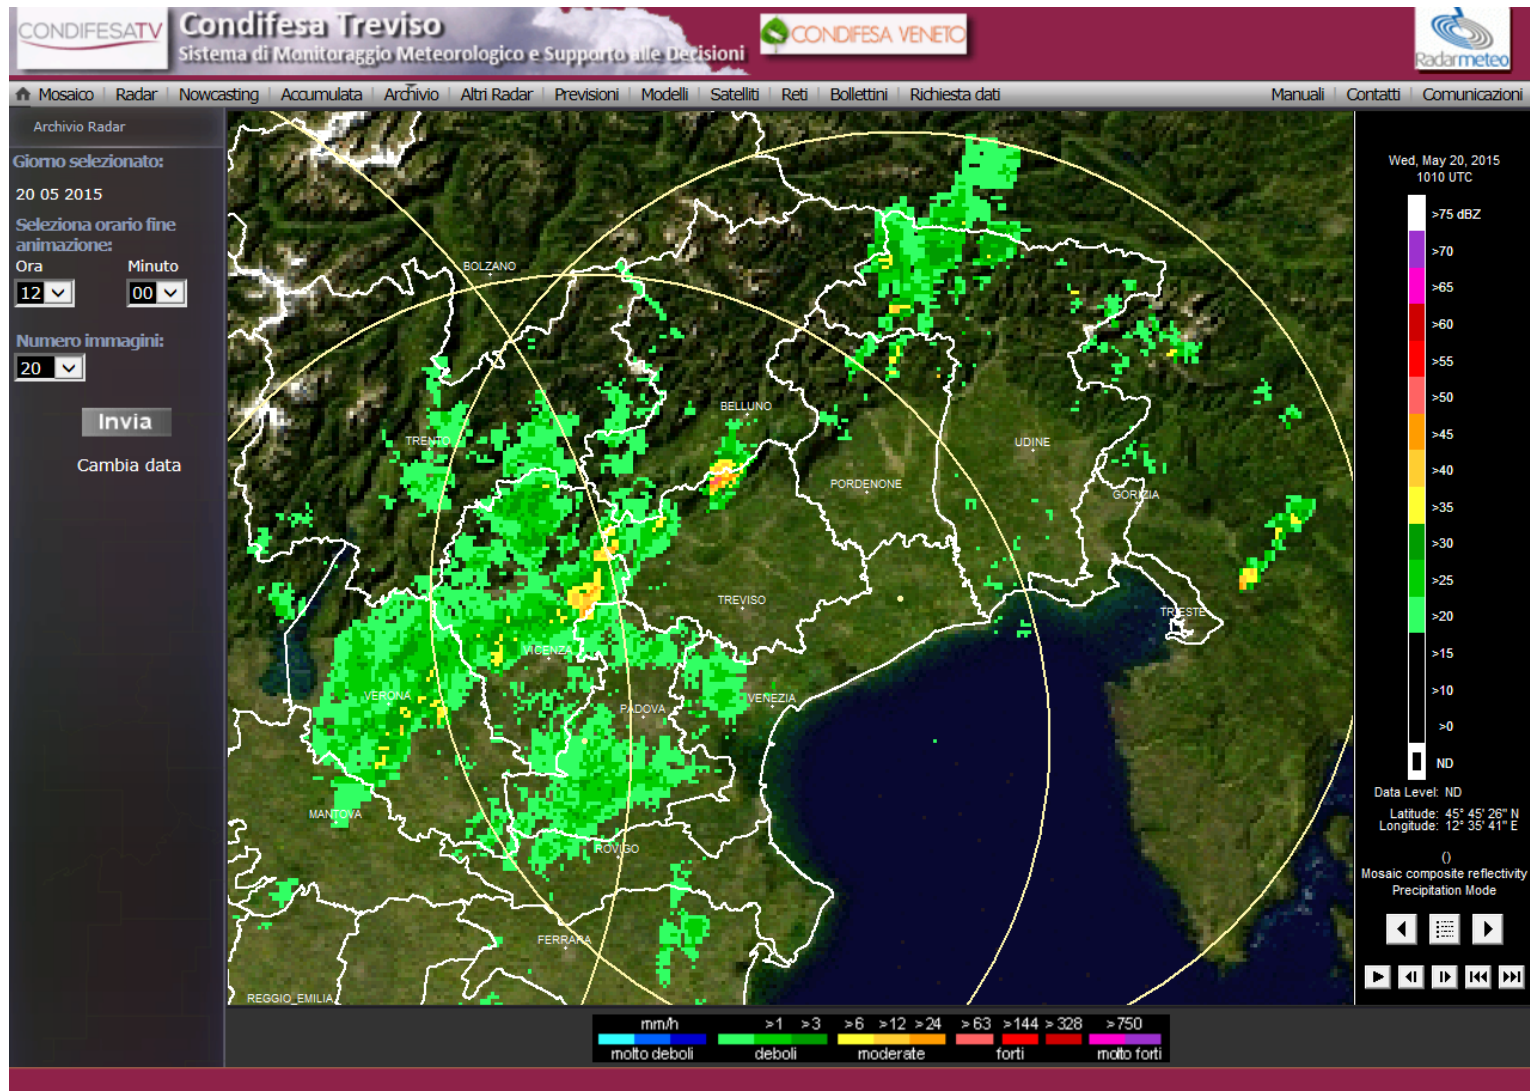 CONDIFESATV
Condifesa Treviso
Sistema di Monitoraggio Meteorologico e Supporto alle Decisioni
CONDIFESA VENETO
Radarmeteo
Mosaico Radar Nowcasting Accumulata Archivio Altri Radar Previsioni Modelli Satelliti Reti Bollettini Richiesta dati Manuali Contatti Comunicazioni
Archivio Radar
Giorno selezionato:
20 05 2015
Seleziona orario fine
animazione:
Ora Minuto
12 00
Numero immagini:
20
Invia
Cambia data
BOLZANO
BELLUNO
TRENTO
UDINE
PORDENONE
GORIZIA
TREVISO
TRIESTE
VICENZA
VERONA
VENEZIA
PADOVA
MANTOVA
ROVIGO
FERRARA
REGGIO_EMILIA
Wed, May 20, 2015
1010 UTC
>75 dBZ
>70
>65
>60
>55
>50
>45
>40
>35
>30
>25
>20
>15
>10
>0
ND
Data Level: ND
Latitude: 45° 45' 26" N
Longitude: 12° 35' 41" E
()
Mosaic composite reflectivity
Precipitation Mode
mm/h >1 >3 >6 >12 >24 >63 >144 >328 >750
molto deboli deboli moderate forti molto forti